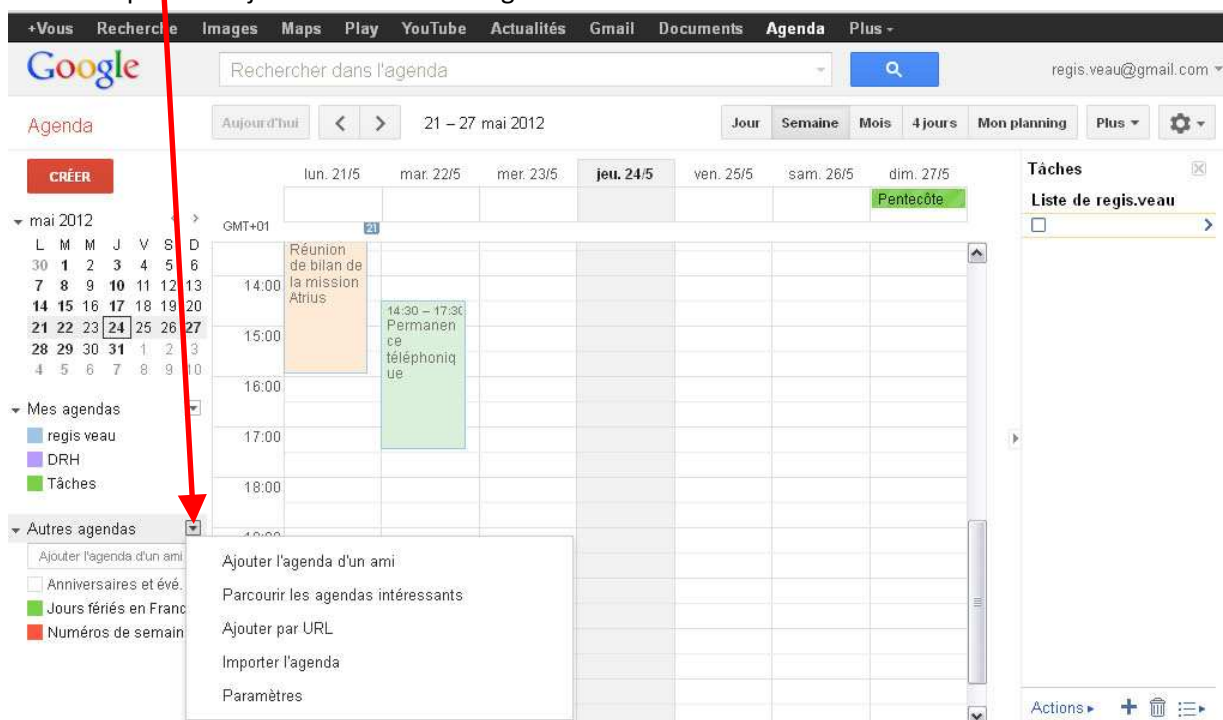 +Vous Recherche Images Maps Play YouTube Actualités Gmail Documents Agenda Plus
Google Rechercher dans l'agenda regis.veau@gmail.com
Agenda Aujourd'hui 21 – 27 mai 2012 Jour Semaine Mois 4 jours Mon planning Plus
CRÉER
lun. 21/5 mar. 22/5 mer. 23/5 jeu. 24/5 ven. 25/5 sam. 26/5 dim. 27/5
Pentecôte
GMT+01 21
Tâches
Liste de regis.veau
mai 2012
L M M J V S D
30 1 2 3 4 5 6
7 8 9 10 11 12 13
14 15 16 17 18 19 20
21 22 23 24 25 26 27
28 29 30 31 1 2 3
4 5 6 7 8 9 10
Réunion
de bilan de
la mission
Atrius
14:30 – 17:30
Permanen
ce
téléphoniq
ue
14:00
15:00
16:00
17:00
18:00
Mes agendas
regis veau
DRH
Tâches
Autres agendas
Ajouter l'agenda d'un ami
Anniversaires et évé.
Jours fériés en Franc
Numéros de semain
Ajouter l'agenda d'un ami
Parcourir les agendas intéressants
Ajouter par URL
Importer l'agenda
Paramètres
Actions